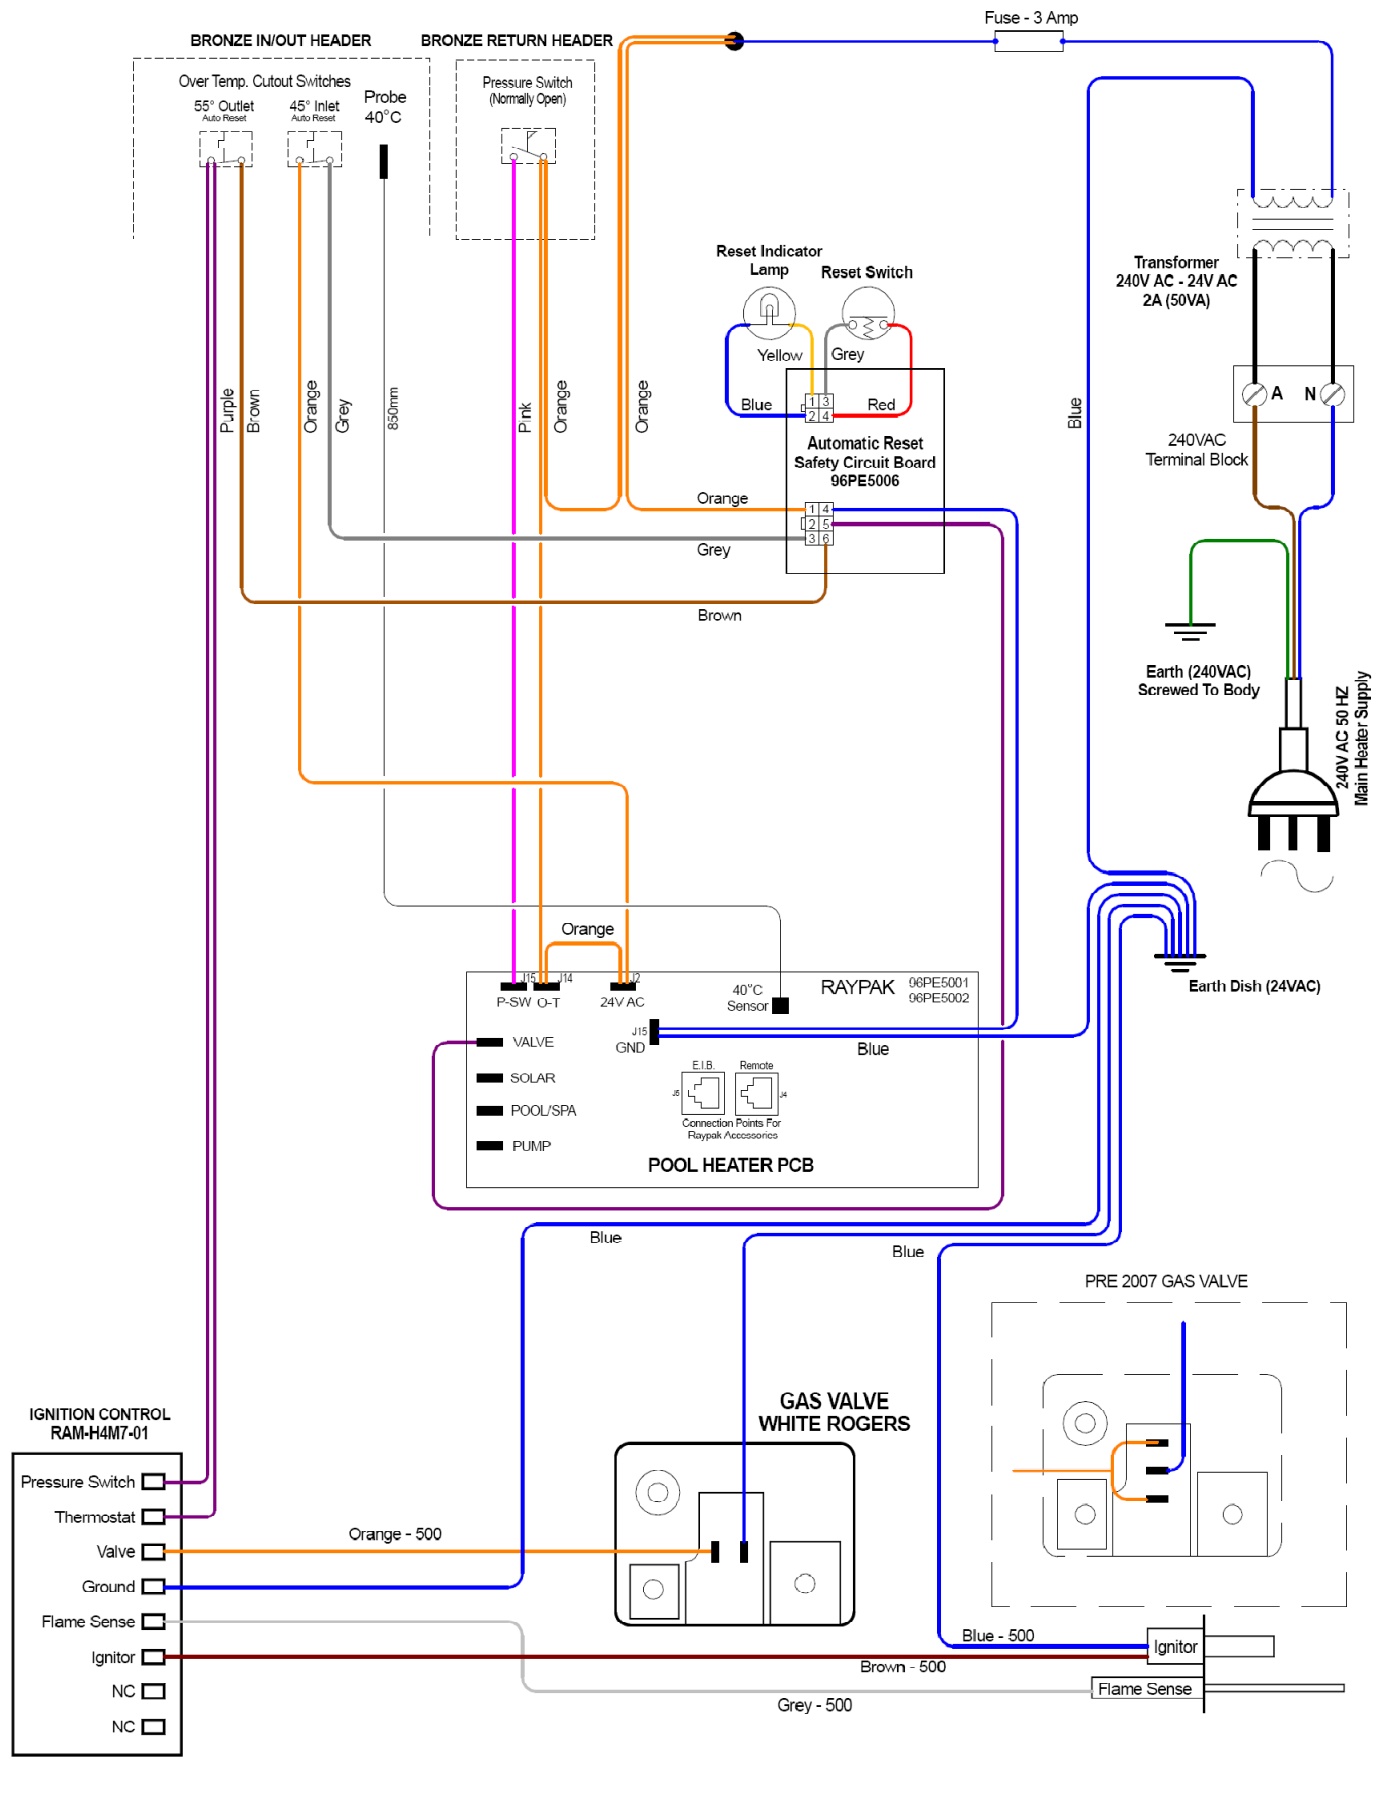 Fuse - 3 Amp
BRONZE IN/OUT HEADER
BRONZE RETURN HEADER
Over Temp. Cutout Switches
55° Outlet
Auto Reset
45° Inlet
Auto Reset
Probe
40°C
Pressure Switch
(Normally Open)
Reset Indicator
Lamp
Reset Switch
Transformer
240V AC - 24V AC
2A (50VA)
Yellow
Grey
Blue
Red
1 3
2 4
A
N
240VAC
Terminal Block
Purple
Brown
Orange
Grey
850mm
Pink
Orange
Orange
Blue
Automatic Reset
Safety Circuit Board
96PE5006
Orange
1 4
2 5
3 6
Grey
Brown
Earth (240VAC)
Screwed To Body
240V AC 50 HZ
Main Heater Supply
Orange
J15
J14
J2
P-SW
O-T
24V AC
40°C
Sensor
RAYPAK
96PE5001
96PE5002
Earth Dish (24VAC)
J15
GND
Blue
VALVE
SOLAR
POOL/SPA
PUMP
E.I.B.
Remote
J5
J4
Connection Points For
Raypak Accessories
POOL HEATER PCB
Blue
Blue
PRE 2007 GAS VALVE
GAS VALVE
WHITE ROGERS
IGNITION CONTROL
RAM-H4M7-01
Pressure Switch
Thermostat
Valve
Ground
Flame Sense
Ignitor
NC
NC
Orange - 500
Blue - 500
Brown - 500
Grey - 500
Ignitor
Flame Sense